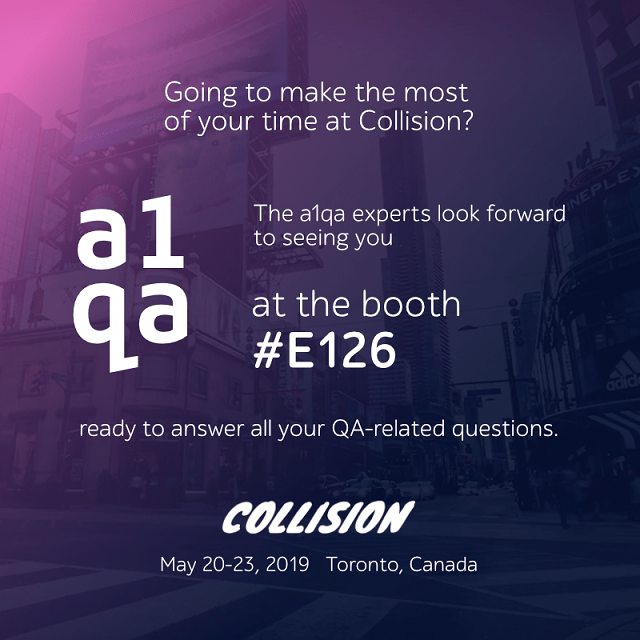 Going to make the most
of your time at Collision?
a1
qa
The a1qa experts look forward
to seeing you
at the booth
#E126
ready to answer all your QA-related questions.
COLLISION
May 20-23, 2019 Toronto, Canada
CINEPLEX
adidas